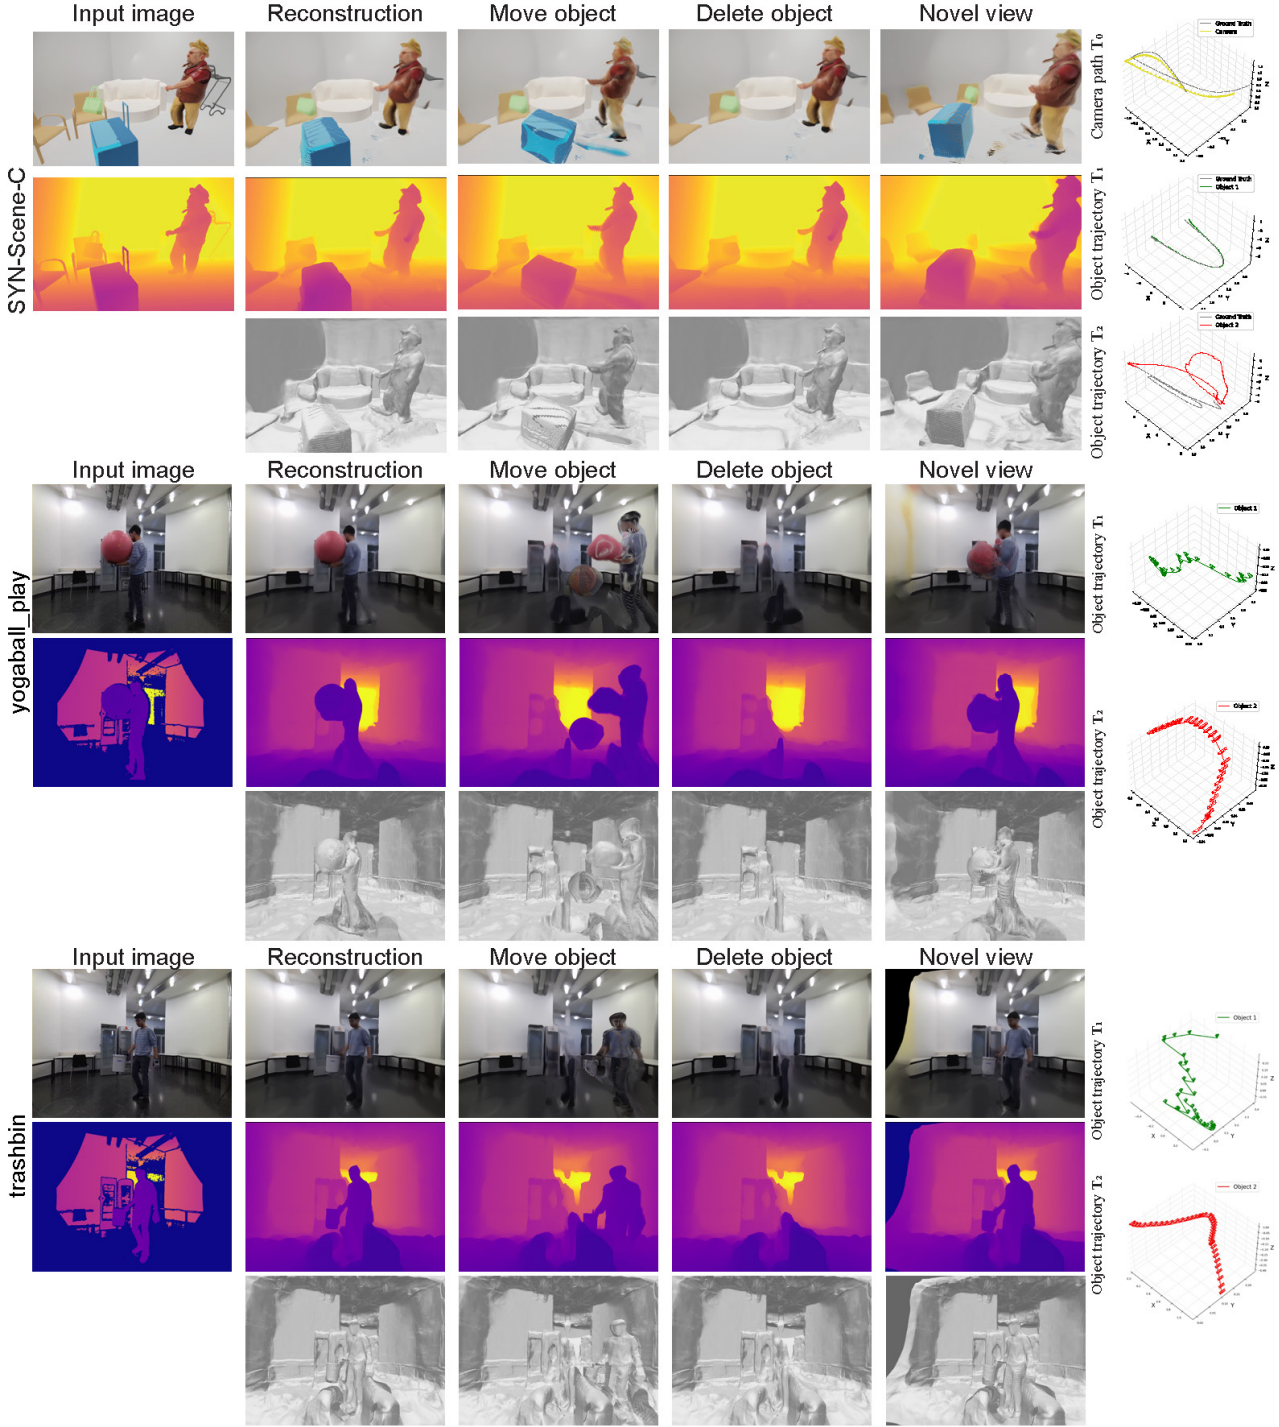 Input image
Reconstruction
Move object
Delete object
Novel view
SYN-Scene-C
Camera path T₀
Ground Truth
Camera
X
Y
Z
Object trajectory T₁
Ground Truth
Object 1
X
Y
Z
Object trajectory T₂
Ground Truth
Object 2
X
Y
Z
Input image
Reconstruction
Move object
Delete object
Novel view
yogaball_play
Object trajectory T₁
Object 1
X
Y
Z
Object trajectory T₂
Object 2
X
Y
Z
Input image
Reconstruction
Move object
Delete object
Novel view
trashbin
Object trajectory T₁
Object 1
X
Y
Z
Object trajectory T₂
Object 2
X
Y
Z